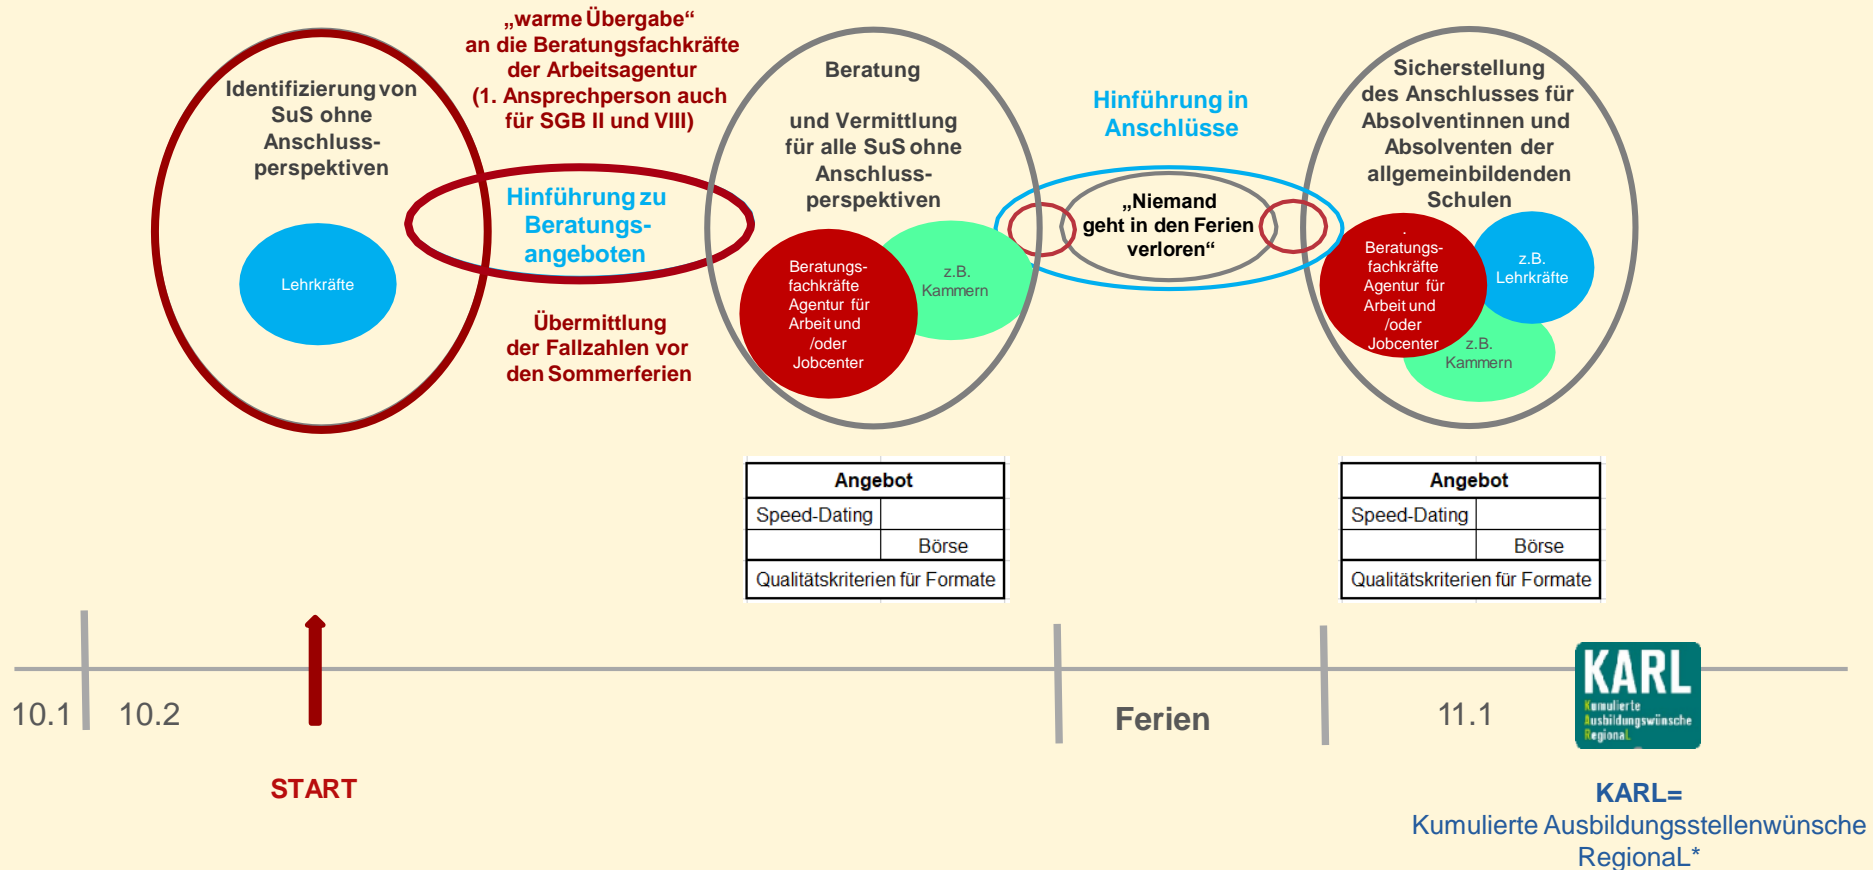 Identifizierung von
SuS ohne
Anschluss-
perspektiven
Lehrkräfte
„warme Übergabe“
an die Beratungsfachkräfte
der Arbeitsagentur
(1. Ansprechperson auch
für SGB II und VIII)
Hinführung zu
Beratungs-
angeboten
Übermittlung
der Fallzahlen vor
den Sommerferien
Beratung
und Vermittlung
für alle SuS ohne
Anschluss-
perspektiven
Beratungs-
fachkräfte
Agentur für
Arbeit und
/oder
Jobcenter
z.B.
Kammern
Hinführung in
Anschlüsse
„Niemand
geht in den Ferien
verloren“
Sicherstellung
des Anschlusses für
Absolventinnen und
Absolventen der
allgemeinbildenden
Schulen
.
Beratungs-
fachkräfte
Agentur für
Arbeit und
/oder
Jobcenter
z.B.
Lehrkräfte
z.B.
Kammern
Angebot
Speed-Dating
Börse
Qualitätskriterien für Formate
Angebot
Speed-Dating
Börse
Qualitätskriterien für Formate
10.1
10.2
START
Ferien
11.1
KARL
Kumulierte
Ausbildungswünsche
RegionaL
KARL=
Kumulierte Ausbildungsstellenwünsche
RegionaL*